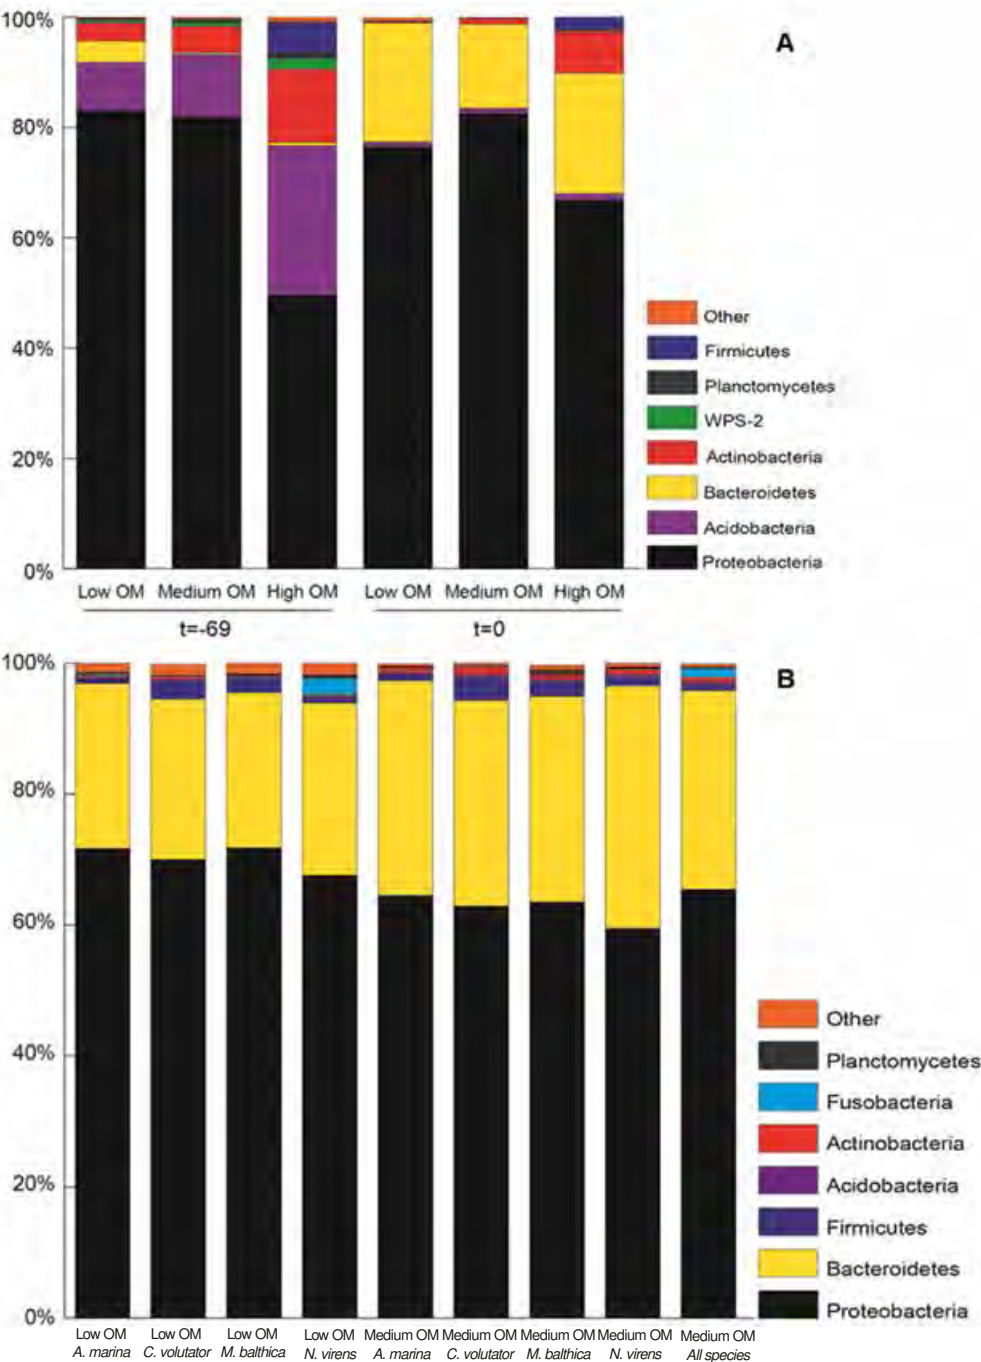 100%
80%
60%
40%
20%
0%
A
Other
Firmicutes
Planctomycetes
WPS-2
Actinobacteria
Bacteroidetes
Acidobacteria
Proteobacteria
Low OM Medium OM High OM Low OM Medium OM High OM
t=-69 t=0
100%
80%
60%
40%
20%
0%
B
Other
Planctomycetes
Fusobacteria
Actinobacteria
Acidobacteria
Firmicutes
Bacteroidetes
Proteobacteria
Low OM Low OM Low OM Low OM Medium OM Medium OM Medium OM Medium OM Medium OM
A. marina C. volutator M. balthica N. virens A. marina C. volutator M. balthica N. virens All species